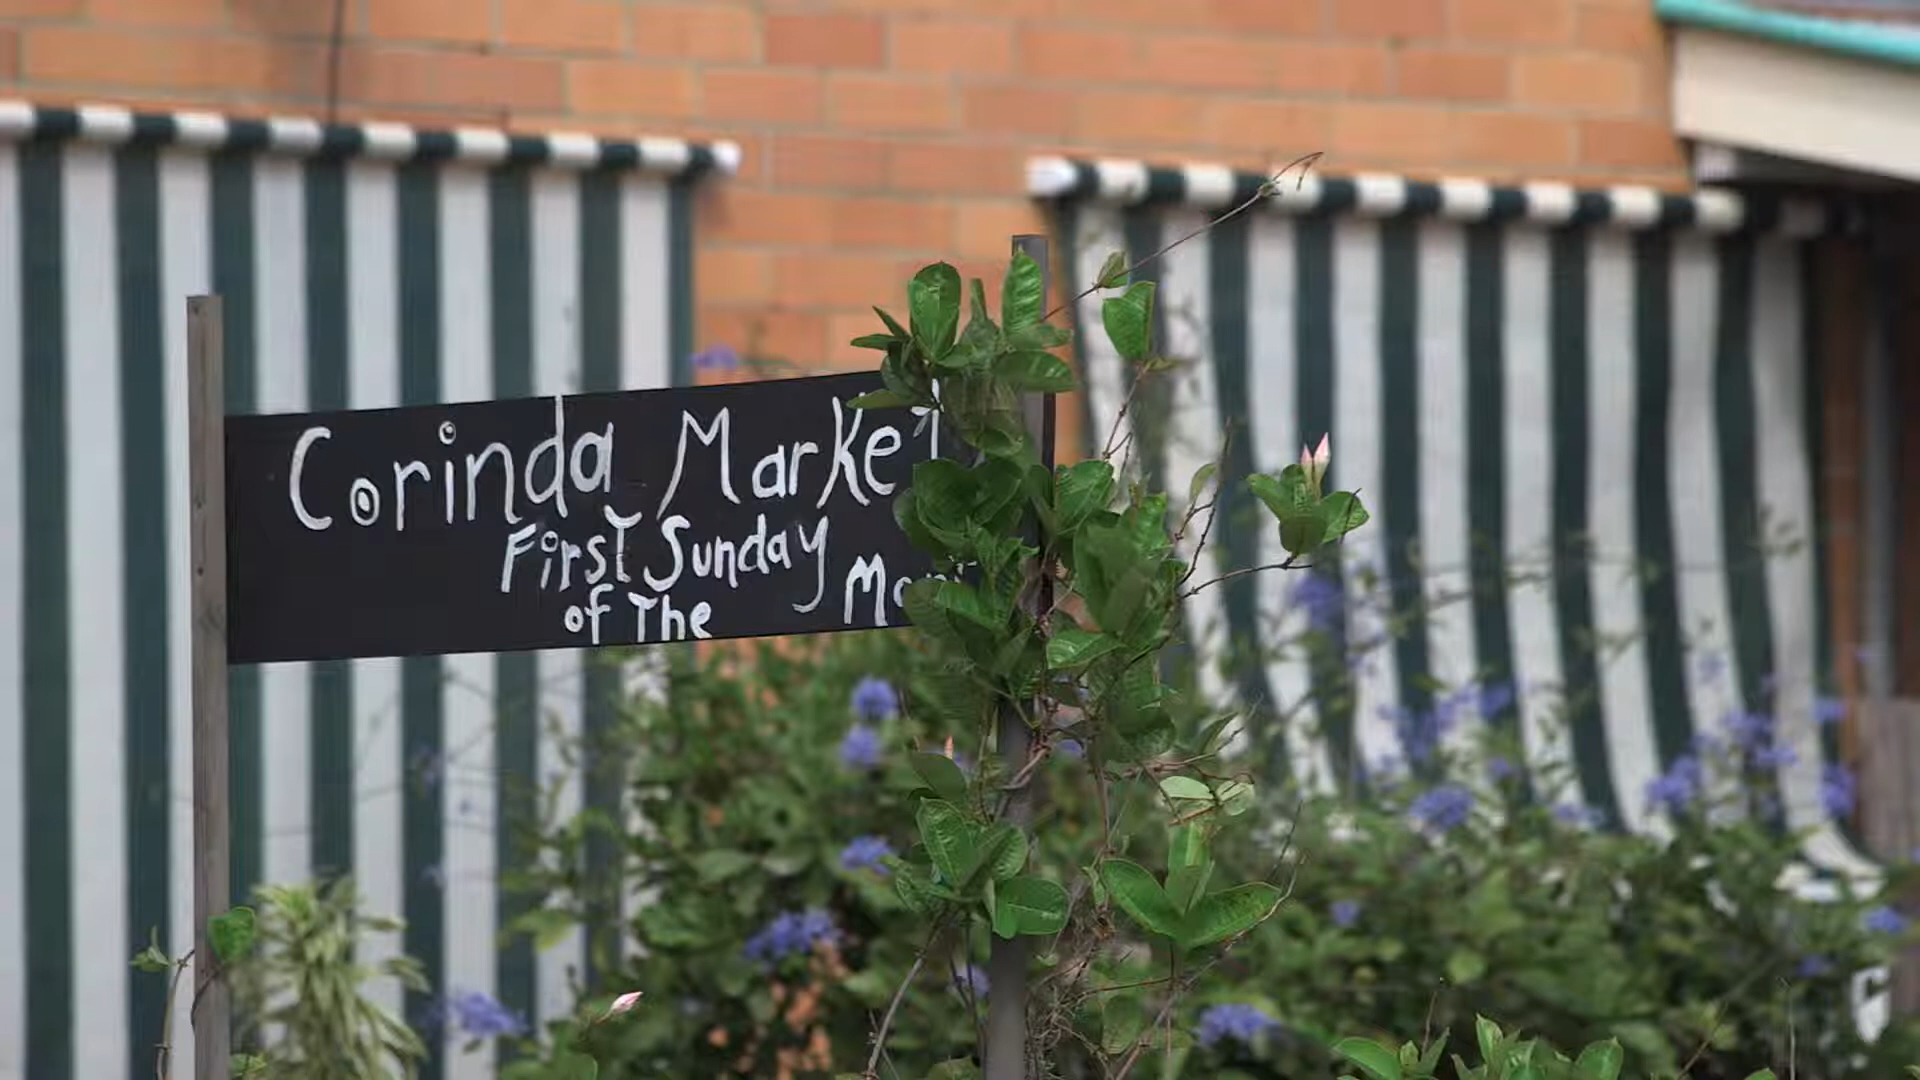 Corinda Market
First Sunday
of The